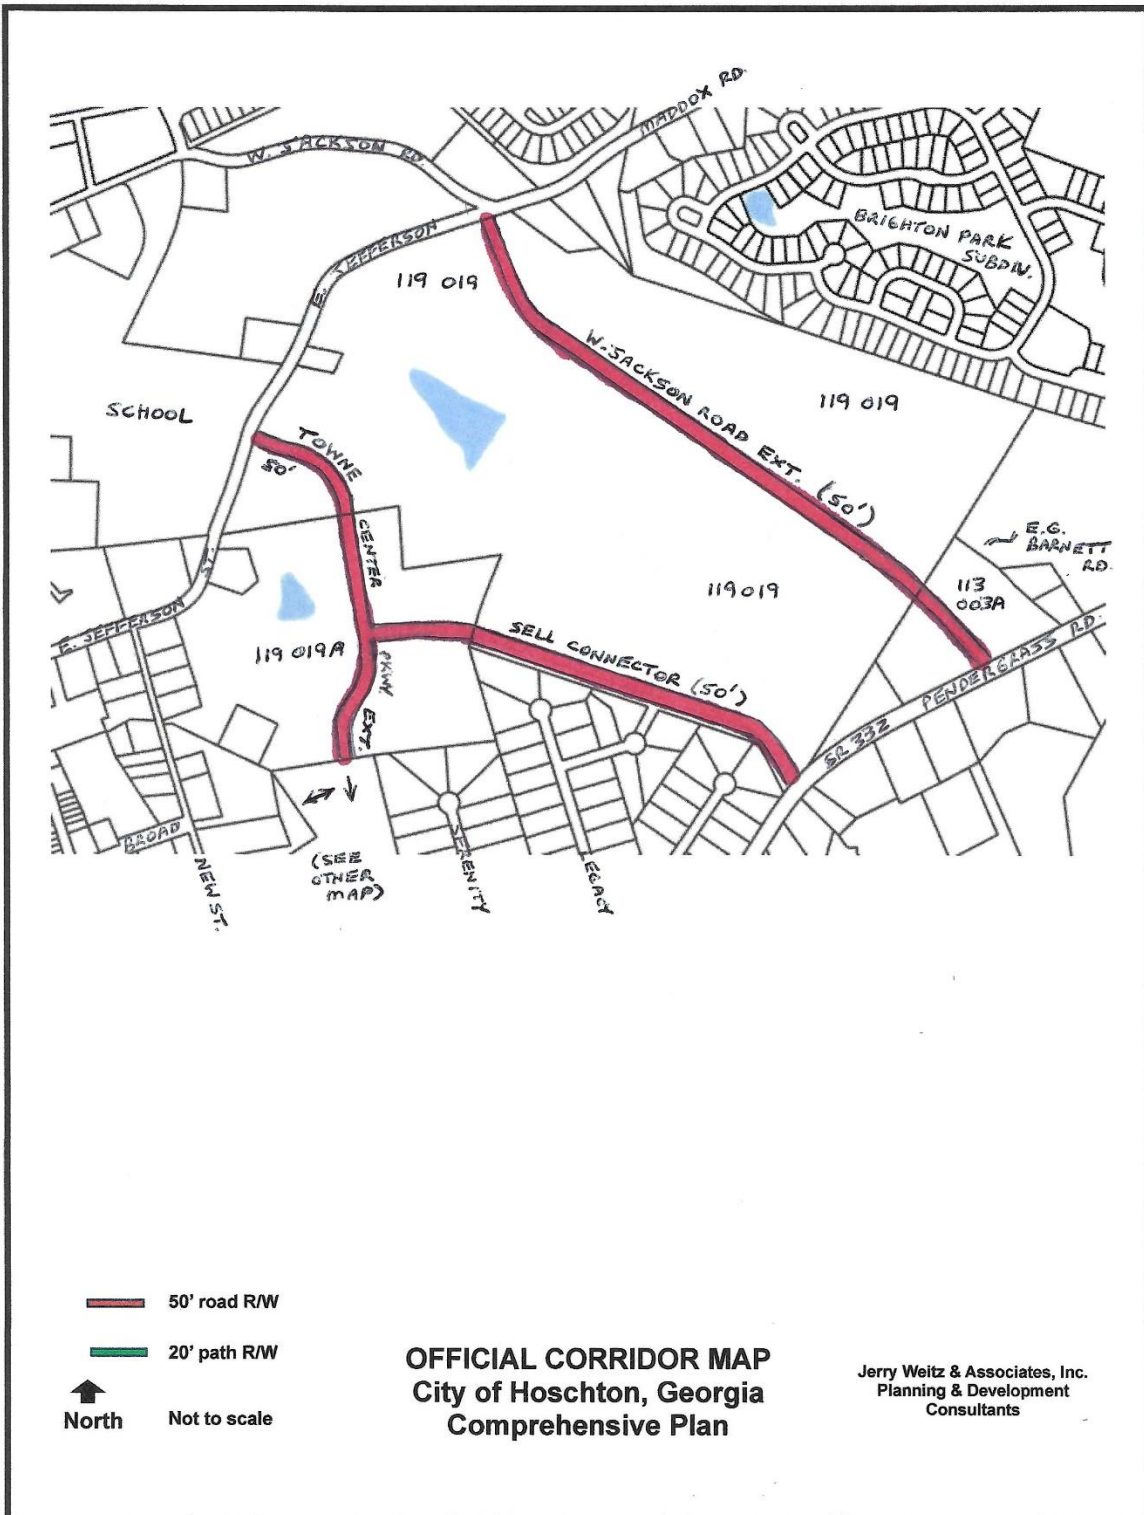 MADDOX RD.
W. JACKSON RD.
BRIGHTON PARK
SUBDIV.
E. JEFFERSON
119 019
W. JACKSON ROAD EXT. (50')
119 019
SCHOOL
TOWNE
50'
CENTER
E.G.
BARNETT
RD.
ST.
113
003A
119019
E. JEFFERSON
SELL CONNECTOR (50')
119 019A
PKWY.
EXT.
SR 332 PENDERGRASS RD.
BROAD
NEW ST.
(SEE
OTHER
MAP)
SERENITY
LEGACY
50' road R/W
20' path R/W
North
Not to scale
OFFICIAL CORRIDOR MAP
City of Hoschton, Georgia
Comprehensive Plan
Jerry Weitz & Associates, Inc.
Planning & Development
Consultants